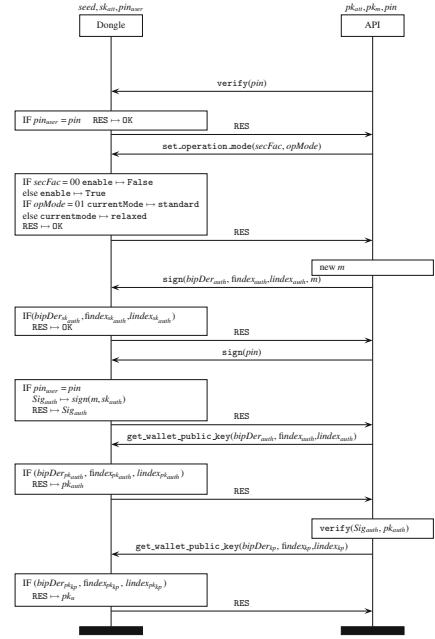 seed, sk_att, pin_user
pk_att, pk_m, pin
Dongle
API
verify(pin)
IF pin_user = pin RES ↦ OK
RES
set_operation_mode(secFac, opMode)
IF secFac = 00 enable ↦ False
else enable ↦ True
IF opMode = 01 currentMode ↦ standard
else currentmode ↦ relaxed
RES ↦ OK
RES
new m
sign(bipDer_auth, findex_auth, lindex_auth, m)
IF(bipDer_sk_auth, findex_sk_auth, lindex_sk_auth)
RES ↦ OK
RES
sign(pin)
IF pin_user = pin
Sig_auth ↦ sign(m, sk_auth)
RES ↦ Sig_auth
RES
get_wallet_public_key(bipDer_auth, findex_auth, lindex_auth)
IF (bipDer_pk_auth, findex_pk_auth, lindex_pk_auth)
RES ↦ pk_auth
RES
verify(Sig_auth, pk_auth)
get_wallet_public_key(bipDer_kp, findex_kp, lindex_kp)
IF (bipDer_pk_kp, findex_pk_kp, lindex_pk_kp)
RES ↦ pk_u
RES